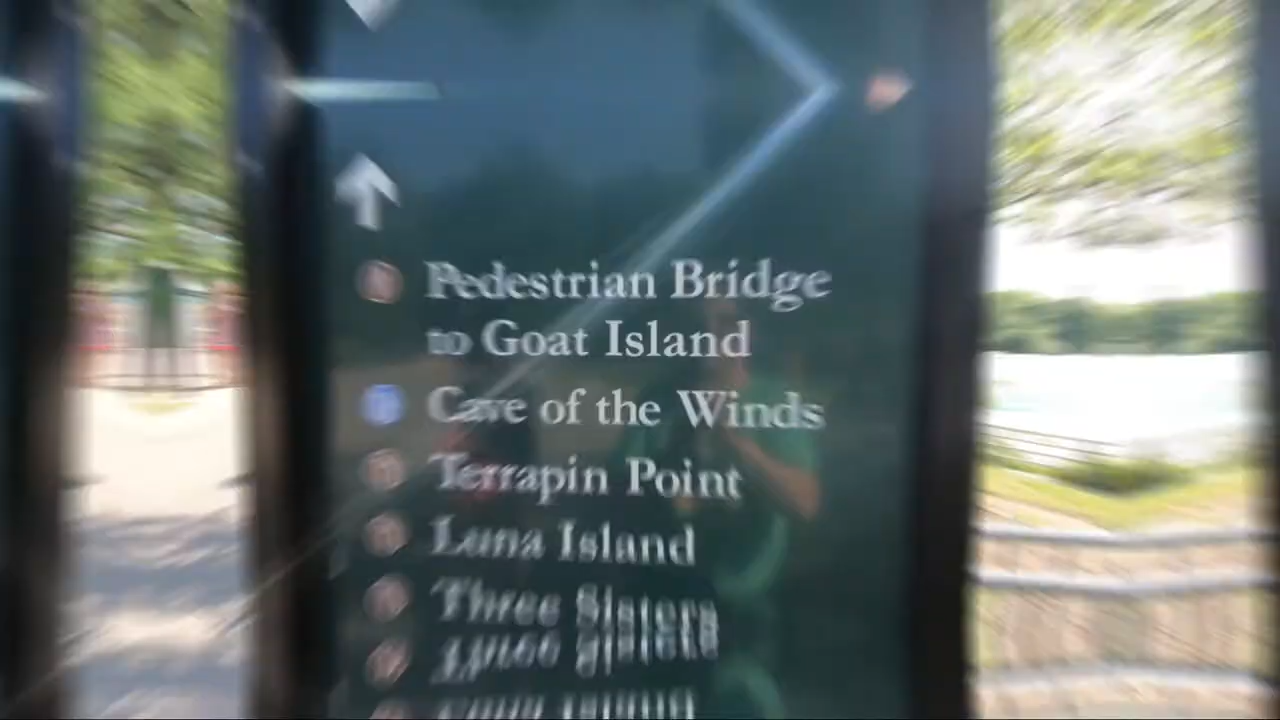 Pedestrian Bridge
to Goat Island
Cave of the Winds
Terrapin Point
Luna Island
Three Sisters